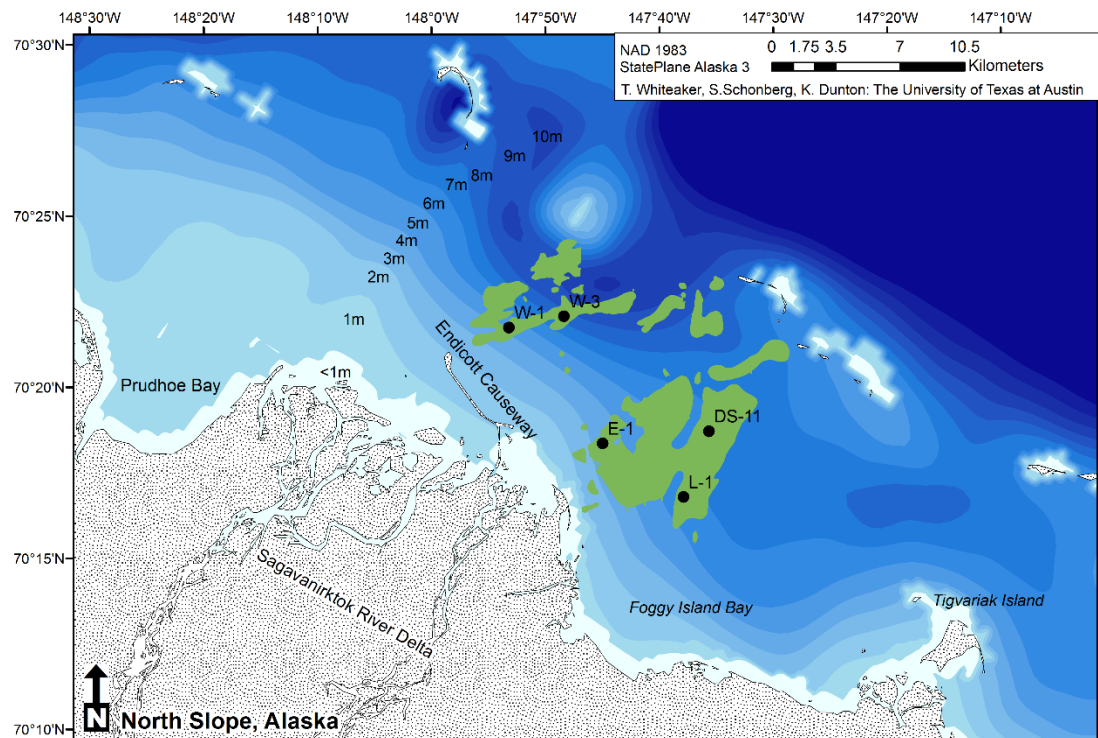 148°30'W 148°20'W 148°10'W 148°0'W 147°50'W 147°40'W 147°30'W 147°20'W 147°10'W
70°30'N
NAD 1983
StatePlane Alaska 3
0 1.75 3.5 7 10.5
Kilometers
T. Whiteaker, S.Schonberg, K. Dunton: The University of Texas at Austin
10m
9m
8m
7m
6m
5m
4m
3m
2m
1m
<1m
70°25'N
W-1
W-3
Endicott Causeway
70°20'N
Prudhoe Bay
E-1
DS-11
L-1
70°15'N
Sagavanirktok River Delta
Foggy Island Bay
Tigvariak Island
N
North Slope, Alaska
70°10'N